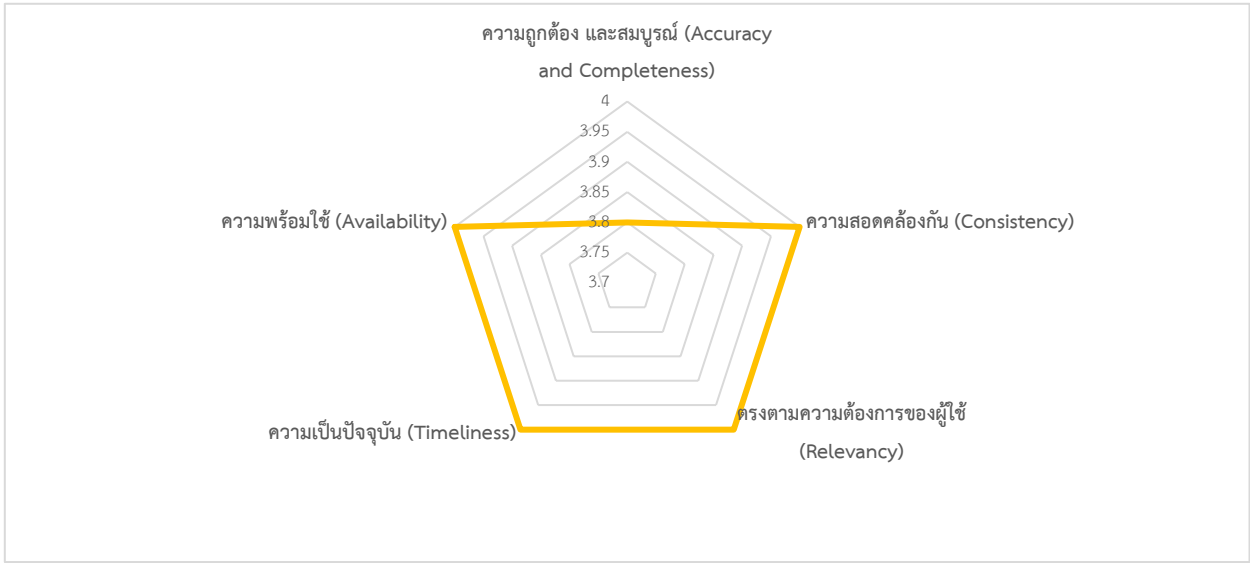 ความถูกต้อง และสมบูรณ์ (Accuracy
and Completeness)
4
3.95
3.9
3.85
3.8
3.75
3.7
ความสอดคล้องกัน (Consistency)
ตรงตามความต้องการของผู้ใช้
(Relevancy)
ความเป็นปัจจุบัน (Timeliness)
ความพร้อมใช้ (Availability)